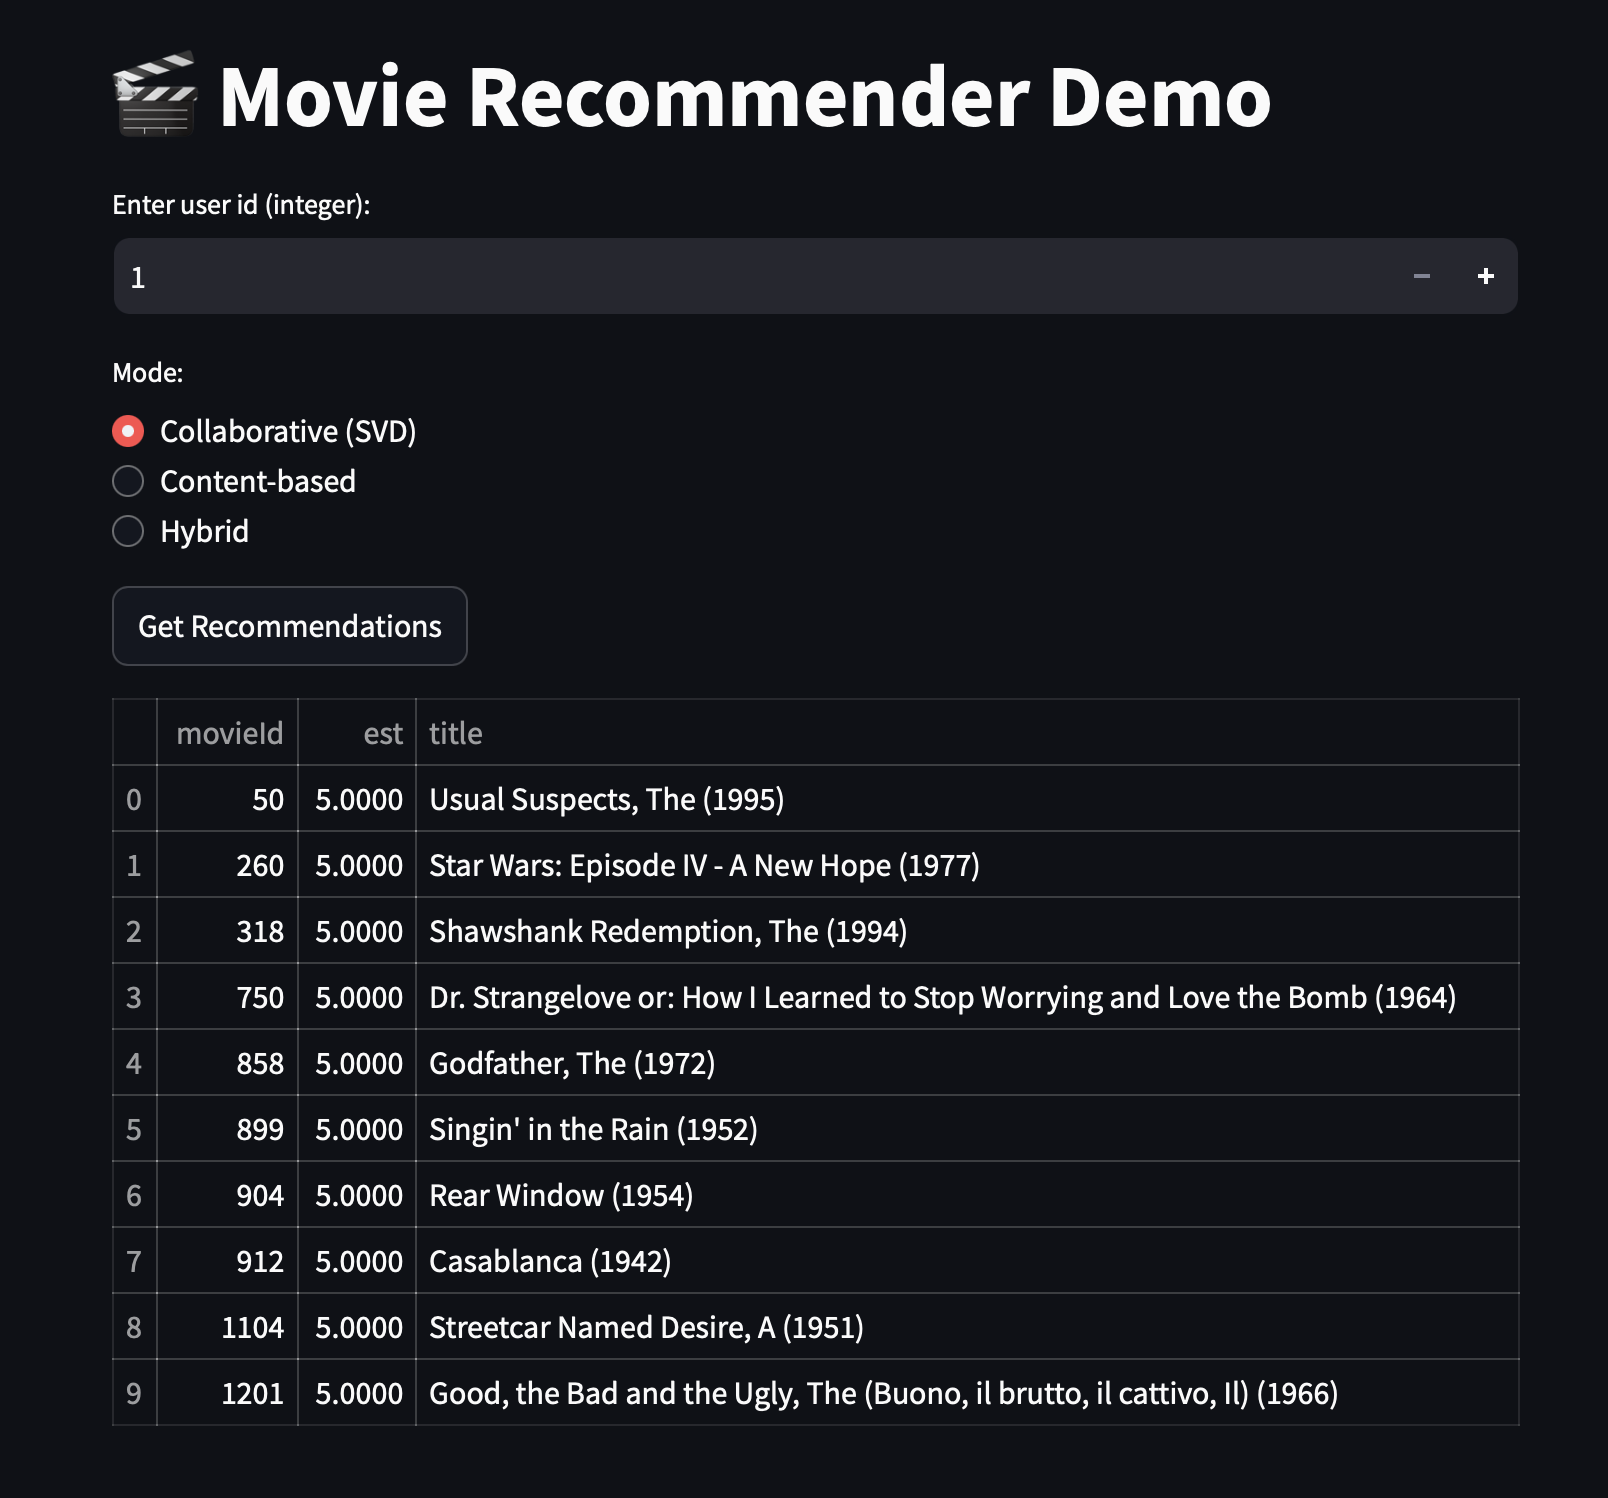 Movie Recommender Demo
Enter user id (integer):
1 − +
Mode:
Collaborative (SVD)
Content-based
Hybrid
Get Recommendations
movieId est title
0 50 5.0000 Usual Suspects, The (1995)
1 260 5.0000 Star Wars: Episode IV - A New Hope (1977)
2 318 5.0000 Shawshank Redemption, The (1994)
3 750 5.0000 Dr. Strangelove or: How I Learned to Stop Worrying and Love the Bomb (1964)
4 858 5.0000 Godfather, The (1972)
5 899 5.0000 Singin' in the Rain (1952)
6 904 5.0000 Rear Window (1954)
7 912 5.0000 Casablanca (1942)
8 1104 5.0000 Streetcar Named Desire, A (1951)
9 1201 5.0000 Good, the Bad and the Ugly, The (Buono, il brutto, il cattivo, Il) (1966)